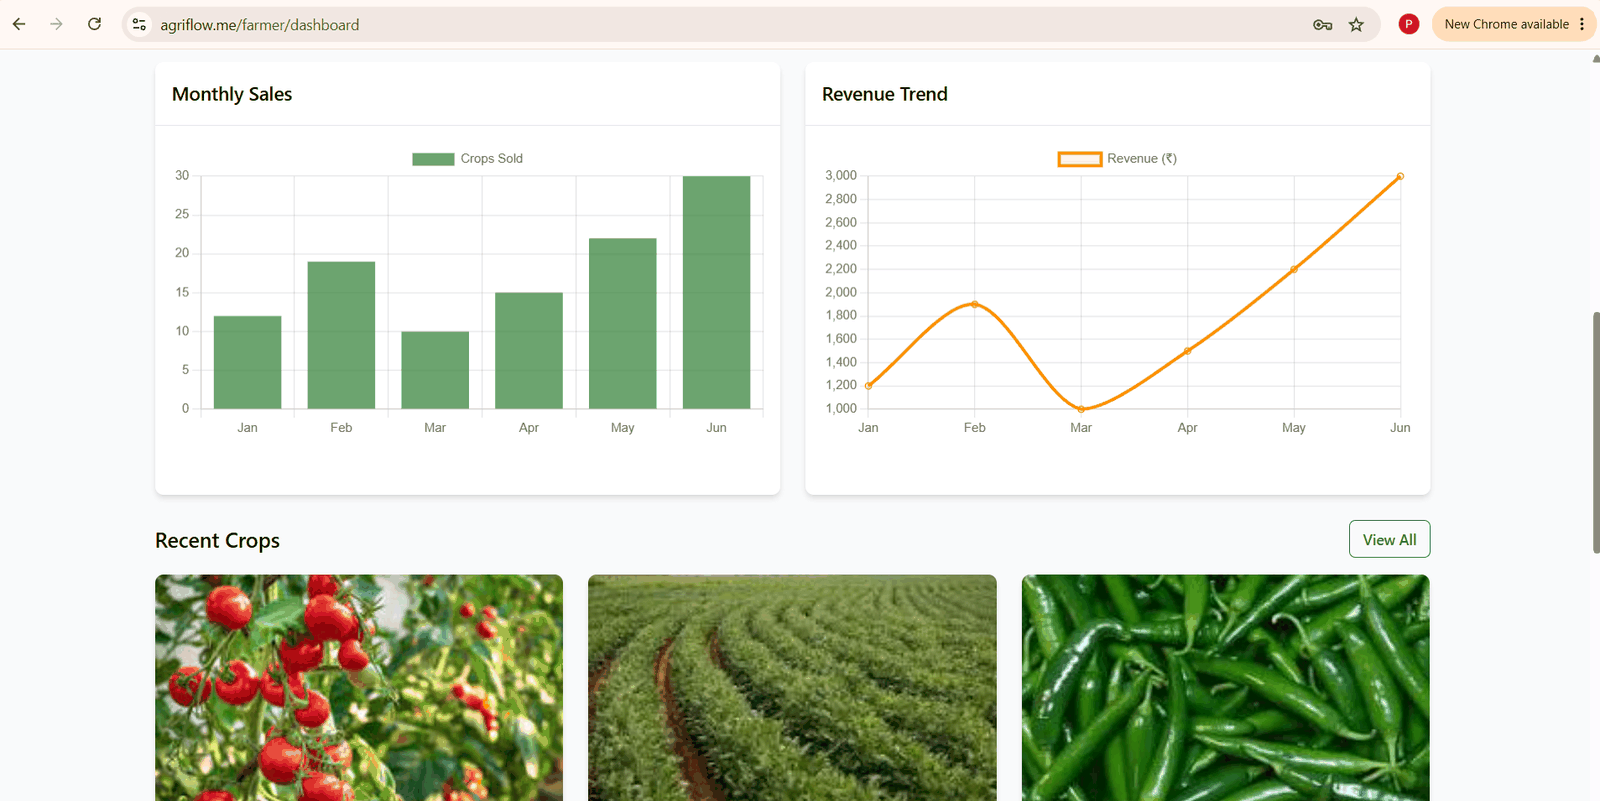 agriflow.me/farmer/dashboard
P
New Chrome available
Monthly Sales
Crops Sold
30
25
20
15
10
5
0
Jan Feb Mar Apr May Jun
Revenue Trend
Revenue (₹)
3,000
2,800
2,600
2,400
2,200
2,000
1,800
1,600
1,400
1,200
1,000
Jan Feb Mar Apr May Jun
Recent Crops
View All